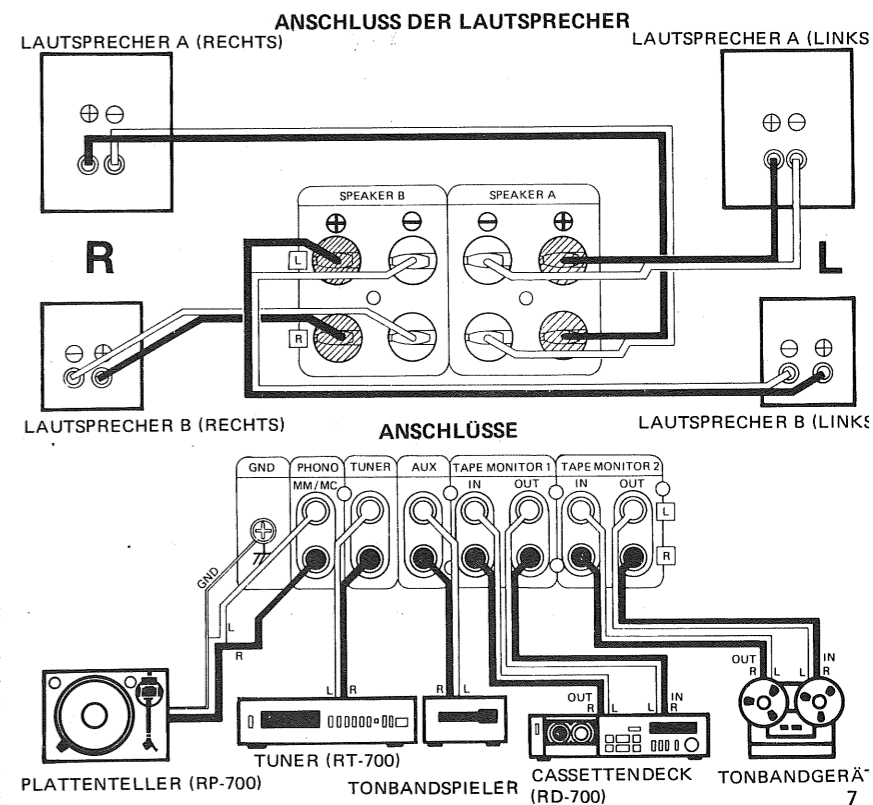 ANSCHLUSS DER LAUTSPRECHER
LAUTSPRECHER A (RECHTS)
LAUTSPRECHER A (LINKS
⊕ ⊖
⊕ ⊖
SPEAKER B
SPEAKER A
⊕ ⊖ ⊖ ⊕
L
R
L
R
⊖ ⊕
⊖ ⊕
LAUTSPRECHER B (RECHTS)
LAUTSPRECHER B (LINKS
ANSCHLÜSSE
GND PHONO TUNER AUX TAPE MONITOR 1 TAPE MONITOR 2
MM/MC IN OUT IN OUT
L
R
GND
L
R
OUT IN
R L L R
L R R L
OUT IN
R L L R
TUNER (RT-700)
PLATTENTELLER (RP-700)
TONBANDSPIELER
CASSETTENDECK
(RD-700)
TONBANDGERÄT
7